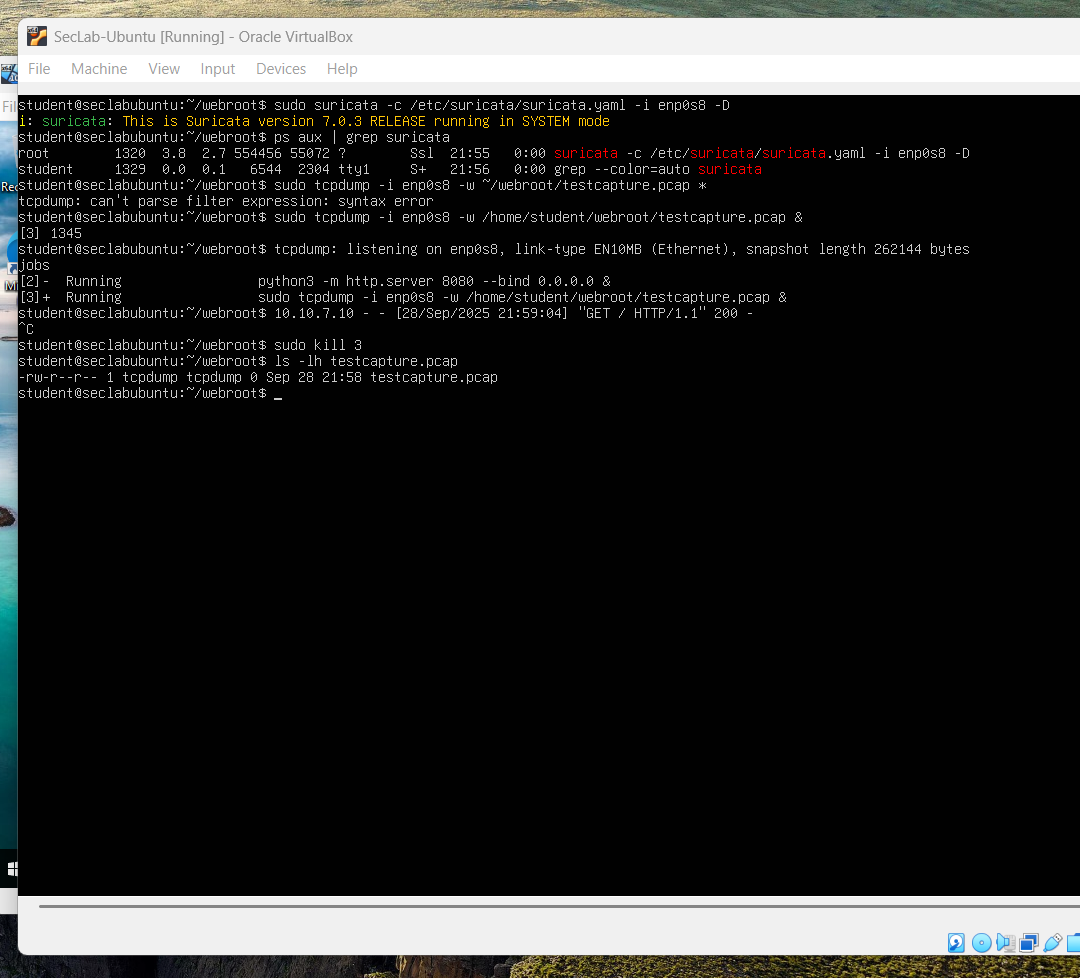 SecLab-Ubuntu [Running] - Oracle VirtualBox
File Machine View Input Devices Help
student@seclabubuntu:~/webroot$ sudo suricata -c /etc/suricata/suricata.yaml -i enp0s8 -D
i: suricata: This is Suricata version 7.0.3 RELEASE running in SYSTEM mode
student@seclabubuntu:~/webroot$ ps aux | grep suricata
root 1320 3.8 2.7 554456 55072 ? Ssl 21:55 0:00 suricata -c /etc/suricata/suricata.yaml -i enp0s8 -D
student 1329 0.0 0.1 6544 2304 tty1 S+ 21:56 0:00 grep --color=auto suricata
student@seclabubuntu:~/webroot$ sudo tcpdump -i enp0s8 -w ~/webroot/testcapture.pcap *
tcpdump: can't parse filter expression: syntax error
student@seclabubuntu:~/webroot$ sudo tcpdump -i enp0s8 -w /home/student/webroot/testcapture.pcap &
[3] 1345
student@seclabubuntu:~/webroot$ tcpdump: listening on enp0s8, link-type EN10MB (Ethernet), snapshot length 262144 bytes
jobs
[2]- Running python3 -m http.server 8080 --bind 0.0.0.0 &
[3]+ Running sudo tcpdump -i enp0s8 -w /home/student/webroot/testcapture.pcap &
student@seclabubuntu:~/webroot$ 10.10.7.10 - - [28/Sep/2025 21:59:04] "GET / HTTP/1.1" 200 -
^C
student@seclabubuntu:~/webroot$ sudo kill 3
student@seclabubuntu:~/webroot$ ls -lh testcapture.pcap
-rw-r--r-- 1 tcpdump tcpdump 0 Sep 28 21:58 testcapture.pcap
student@seclabubuntu:~/webroot$ _